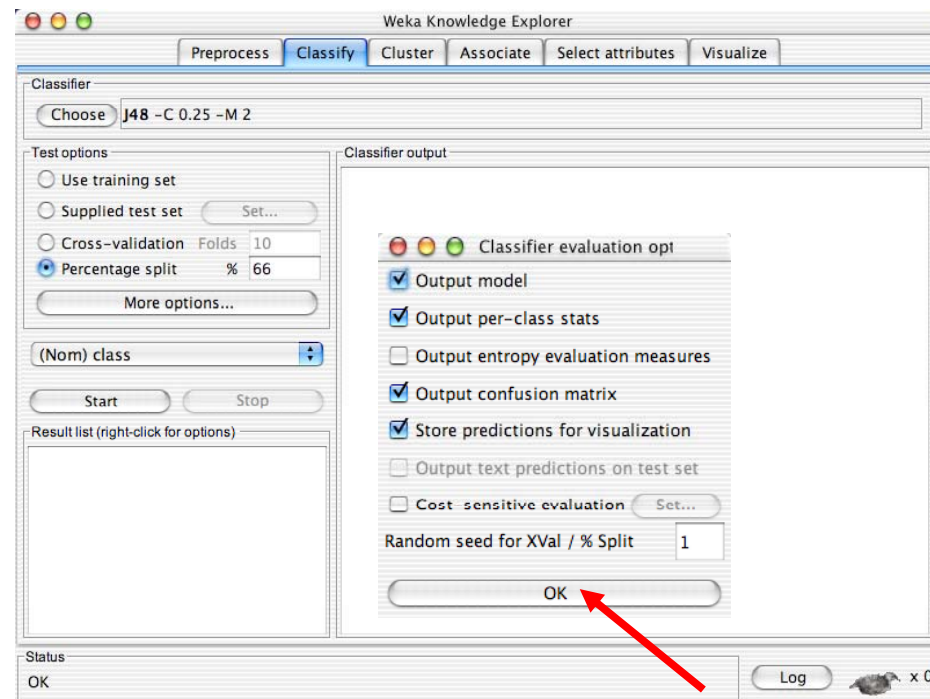 Weka Knowledge Explorer
Preprocess Classify Cluster Associate Select attributes Visualize
Classifier
Choose J48 -C 0.25 -M 2
Test options
Use training set
Supplied test set Set...
Cross-validation Folds 10
Percentage split % 66
More options...
(Nom) class
Start Stop
Result list (right-click for options)
Classifier output
Classifier evaluation opt
Output model
Output per-class stats
Output entropy evaluation measures
Output confusion matrix
Store predictions for visualization
Output text predictions on test set
Cost sensitive evaluation Set...
Random seed for XVal / % Split 1
OK
Status
OK
Log x 0